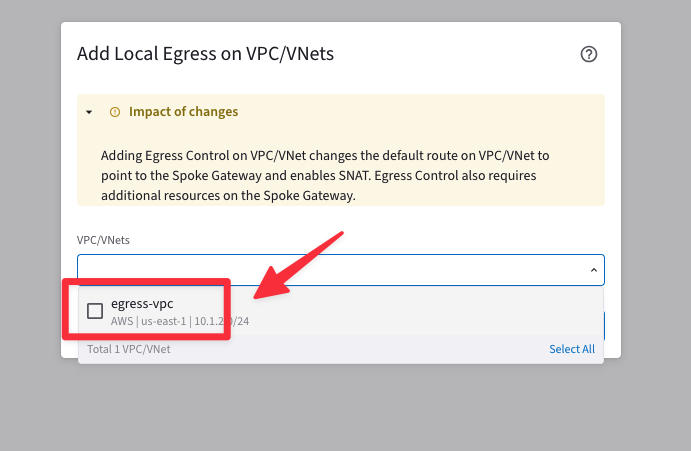 Add Local Egress on VPC/VNets
Impact of changes
Adding Egress Control on VPC/VNet changes the default route on VPC/VNet to
point to the Spoke Gateway and enables SNAT. Egress Control also requires
additional resources on the Spoke Gateway.
VPC/VNets
egress-vpc
AWS | us-east-1 | 10.1.2.0/24
Total 1 VPC/VNet
Select All